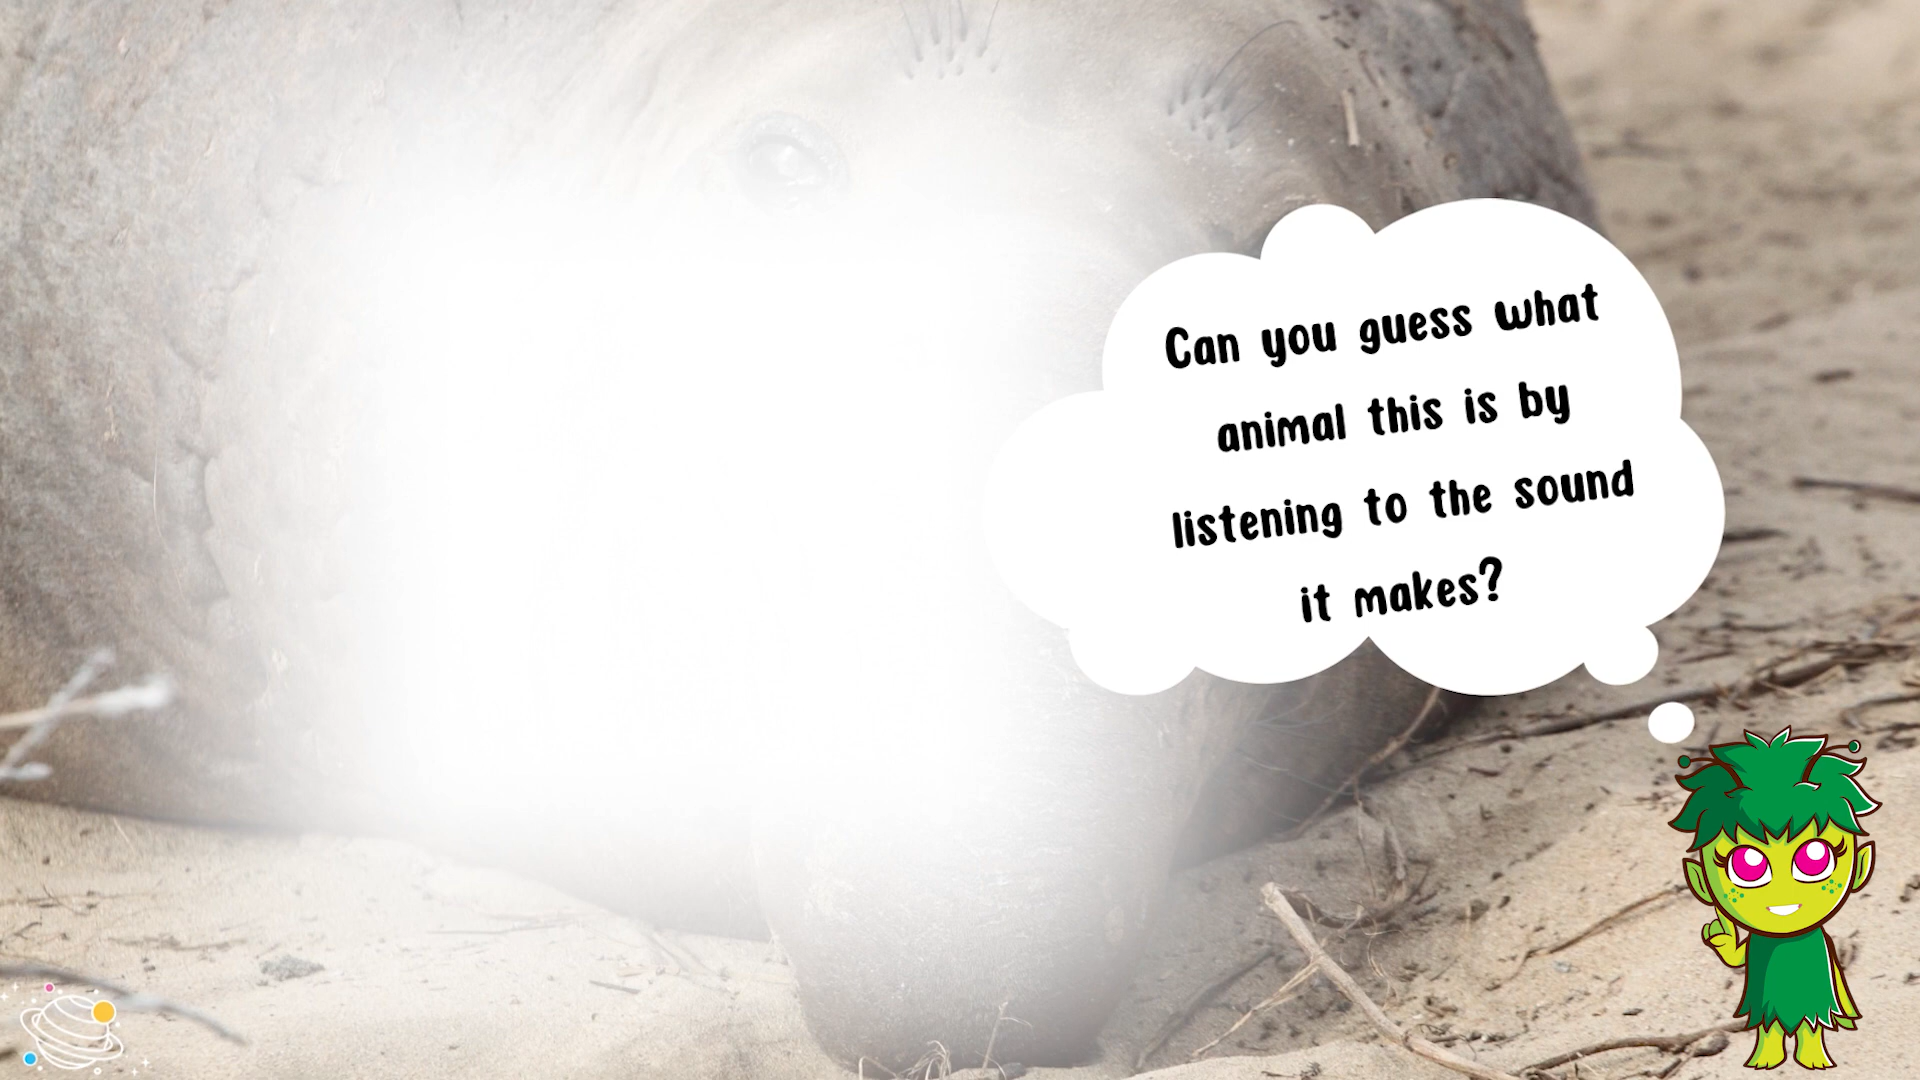 Can you guess what
animal this is by
listening to the sound
it makes?